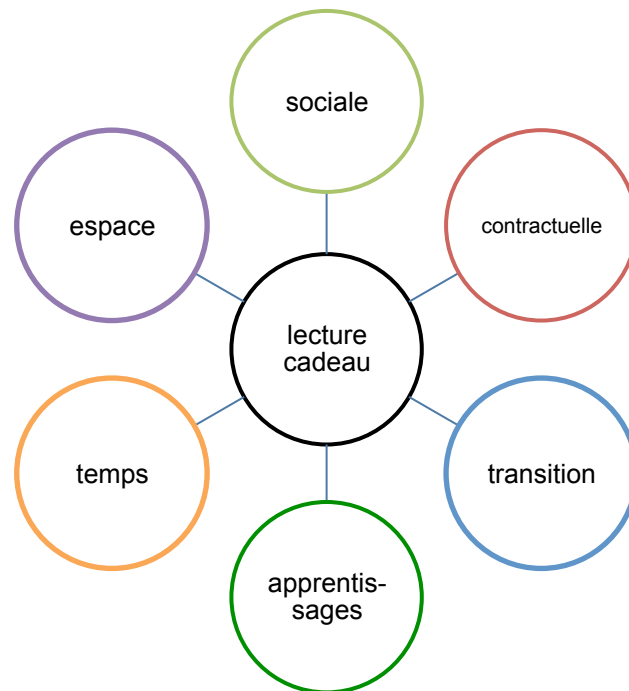 sociale
espace
contractuelle
lecture
cadeau
temps
transition
apprentis-
sages